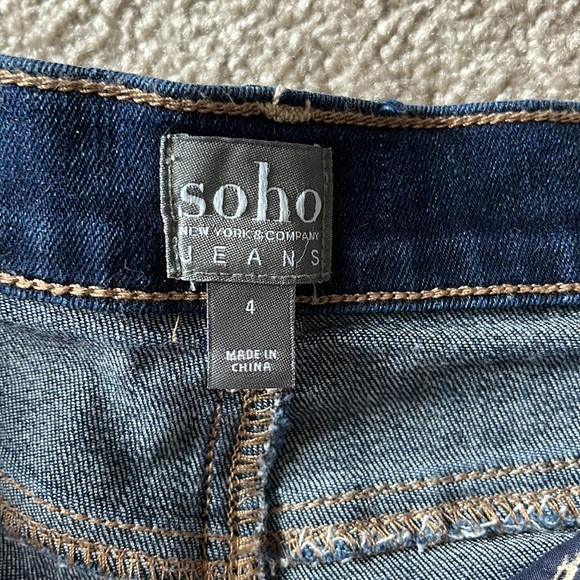 soho
NEW YORK & COMPANY
JEANS
4
MADE IN
CHINA